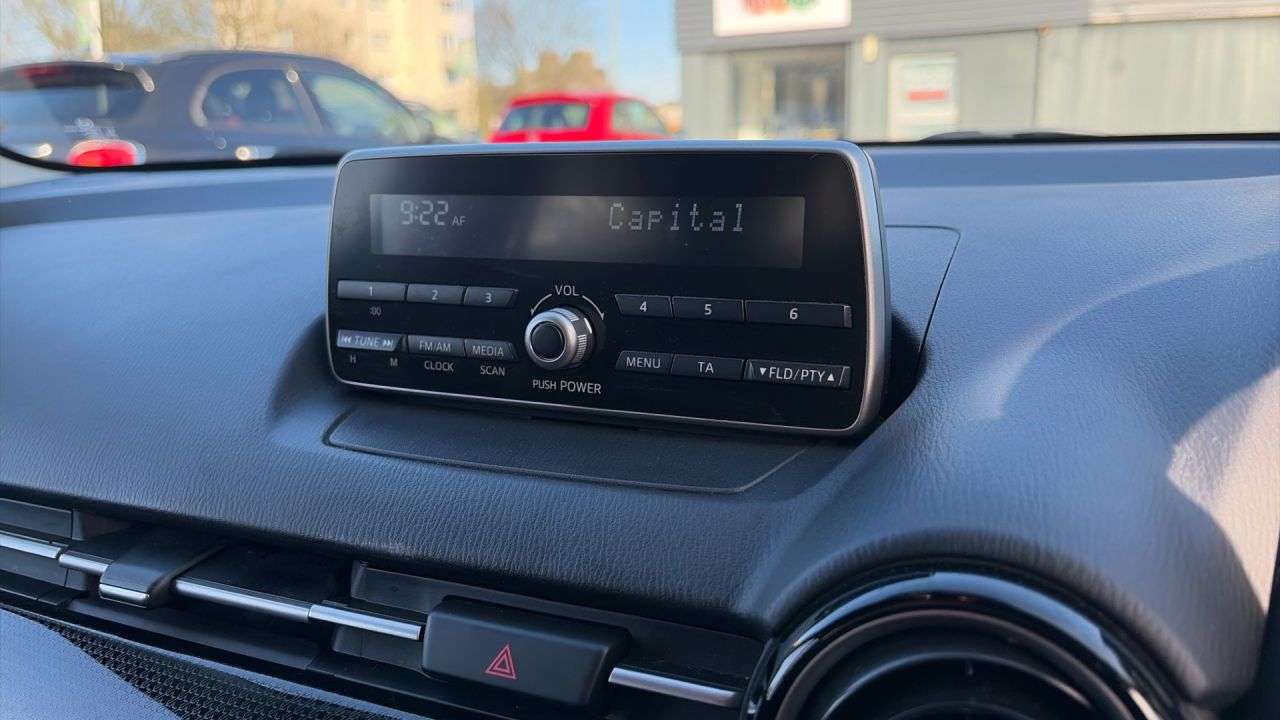 9:22 AF Capital
1 2 3
:00
VOL
4 5 6
⏮ TUNE ⏭ FM/AM MEDIA
H M CLOCK SCAN
PUSH POWER
MENU TA ▼FLD/PTY▲